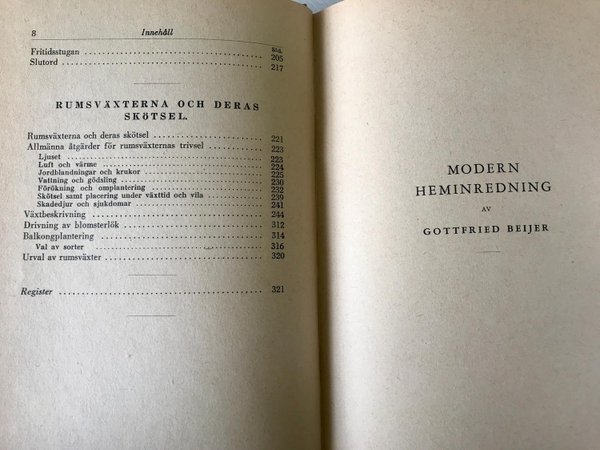 8 Innehåll
Sid.
Fritidsstugan 205
Slutord 217
RUMSVÄXTERNA OCH DERAS
SKÖTSEL.
Rumsväxterna och deras skötsel 221
Allmänna åtgärder för rumsväxternas trivsel 223
Ljuset 223
Luft och värme 224
Jordblandningar och krukor 225
Vattning och gödsling 230
Förökning och omplantering 232
Skötsel samt placering under växttid och vila 239
Skadedjur och sjukdomar 241
Växtbeskrivning 244
Drivning av blomsterlök 312
Balkongplantering 314
Val av sorter 316
Urval av rumsväxter 320
Register 321
MODERN
HEMINREDNING
AV
GOTTFRIED BEIJER